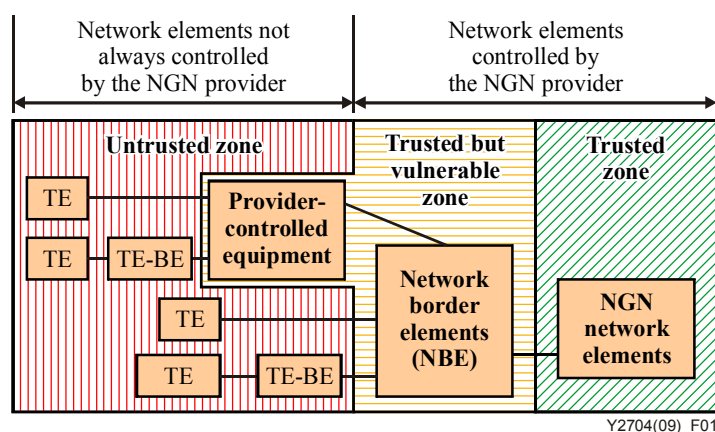 Network elements not
always controlled
by the NGN provider
Network elements
controlled by
the NGN provider
Untrusted zone
Trusted but
vulnerable
zone
Trusted
zone
TE
Provider-
controlled
equipment
TE
TE-BE
Network
border
elements
(NBE)
NGN
network
elements
TE
TE
TE-BE
Y2704(09)_F01